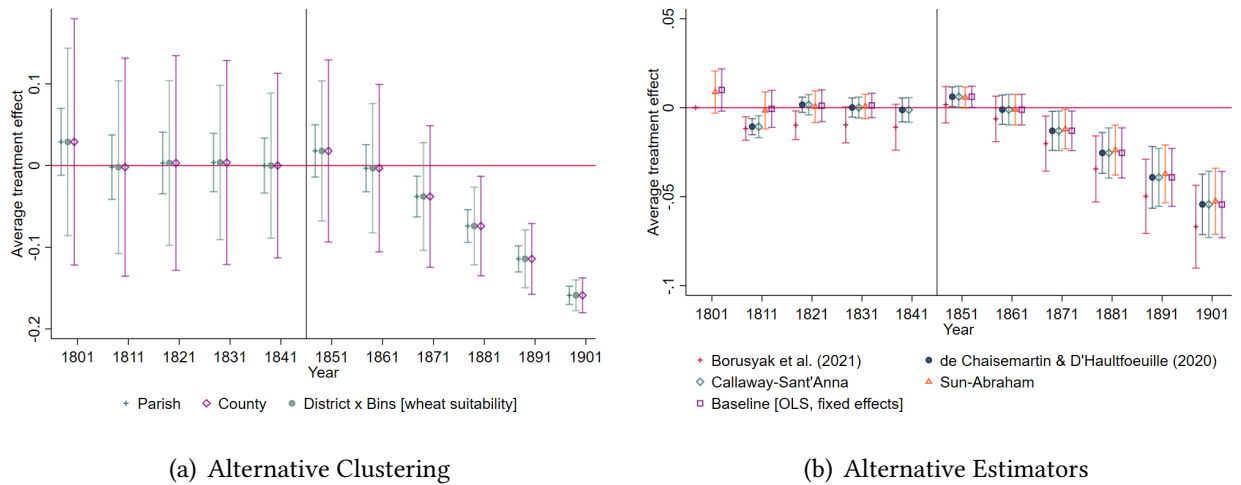 Average treatment effect
0.1
0
-0.1
-0.2
1801 1811 1821 1831 1841 1851 1861 1871 1881 1891 1901
Year
Parish County District x Bins [wheat suitability]
(a) Alternative Clustering
Average treatment effect
.05
0
-.05
-.1
1801 1811 1821 1831 1841 1851 1861 1871 1881 1891 1901
Year
Borusyak et al. (2021) de Chaisemartin & D'Haultfoeuille (2020)
Callaway-Sant'Anna Sun-Abraham
Baseline [OLS, fixed effects]
(b) Alternative Estimators